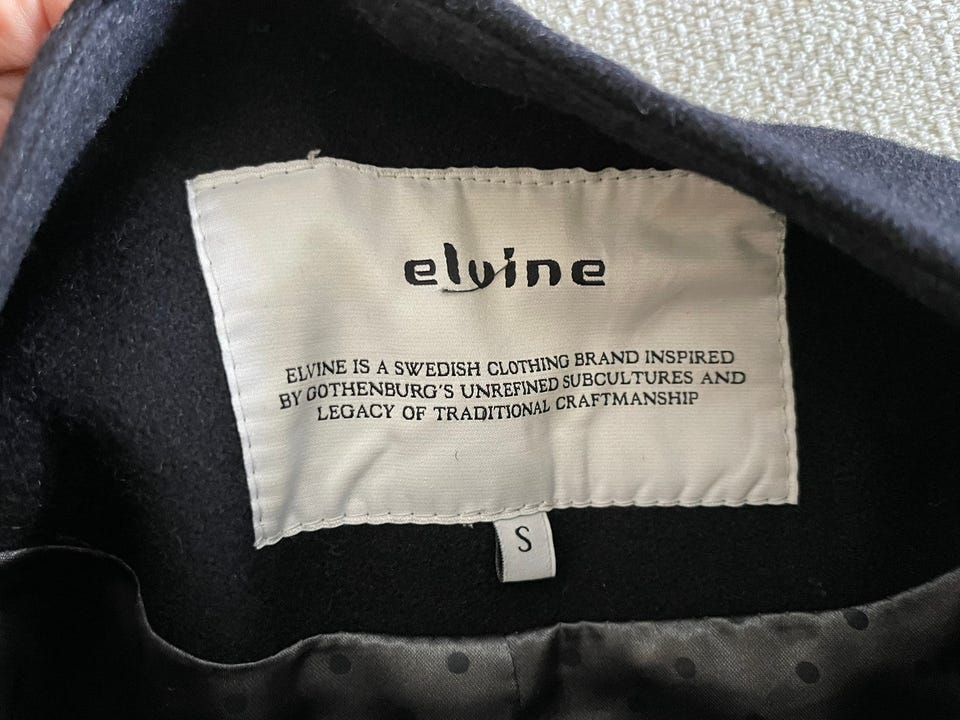 elvine
ELVINE IS A SWEDISH CLOTHING BRAND INSPIRED
BY GOTHENBURG'S UNREFINED SUBCULTURES AND
LEGACY OF TRADITIONAL CRAFTMANSHIP
S